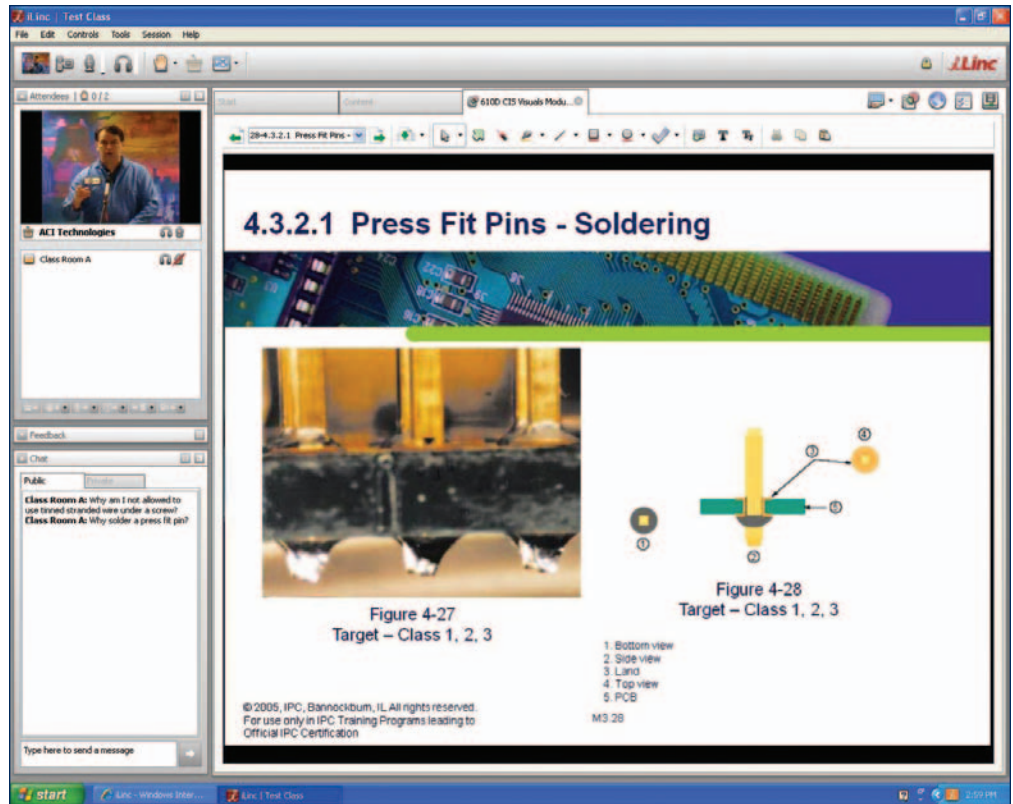 iLinc | Test Class
File Edit Controls Tools Session Help
iLinc
Attendees | 0 / 2
Start
Content
610D CIS Visuals Modu...
28-4.3.2.1 Press Fit Pins -
ACI Technologies
Class Room A
Feedback
Chat
Public
Private
Class Room A: Why am I not allowed to
use tinned stranded wire under a screw?
Class Room A: Why solder a press fit pin?
Type here to send a message
4.3.2.1 Press Fit Pins - Soldering
1
2
3
4
5
Figure 4-27
Target – Class 1, 2, 3
Figure 4-28
Target – Class 1, 2, 3
1. Bottom view
2. Side view
3. Land
4. Top view
5. PCB
M3.28
© 2005, IPC, Bannockburn, IL All rights reserved.
For use only in IPC Training Programs leading to
Official IPC Certification
start
iLinc - Windows Inter...
iLinc | Test Class
2:59 PM